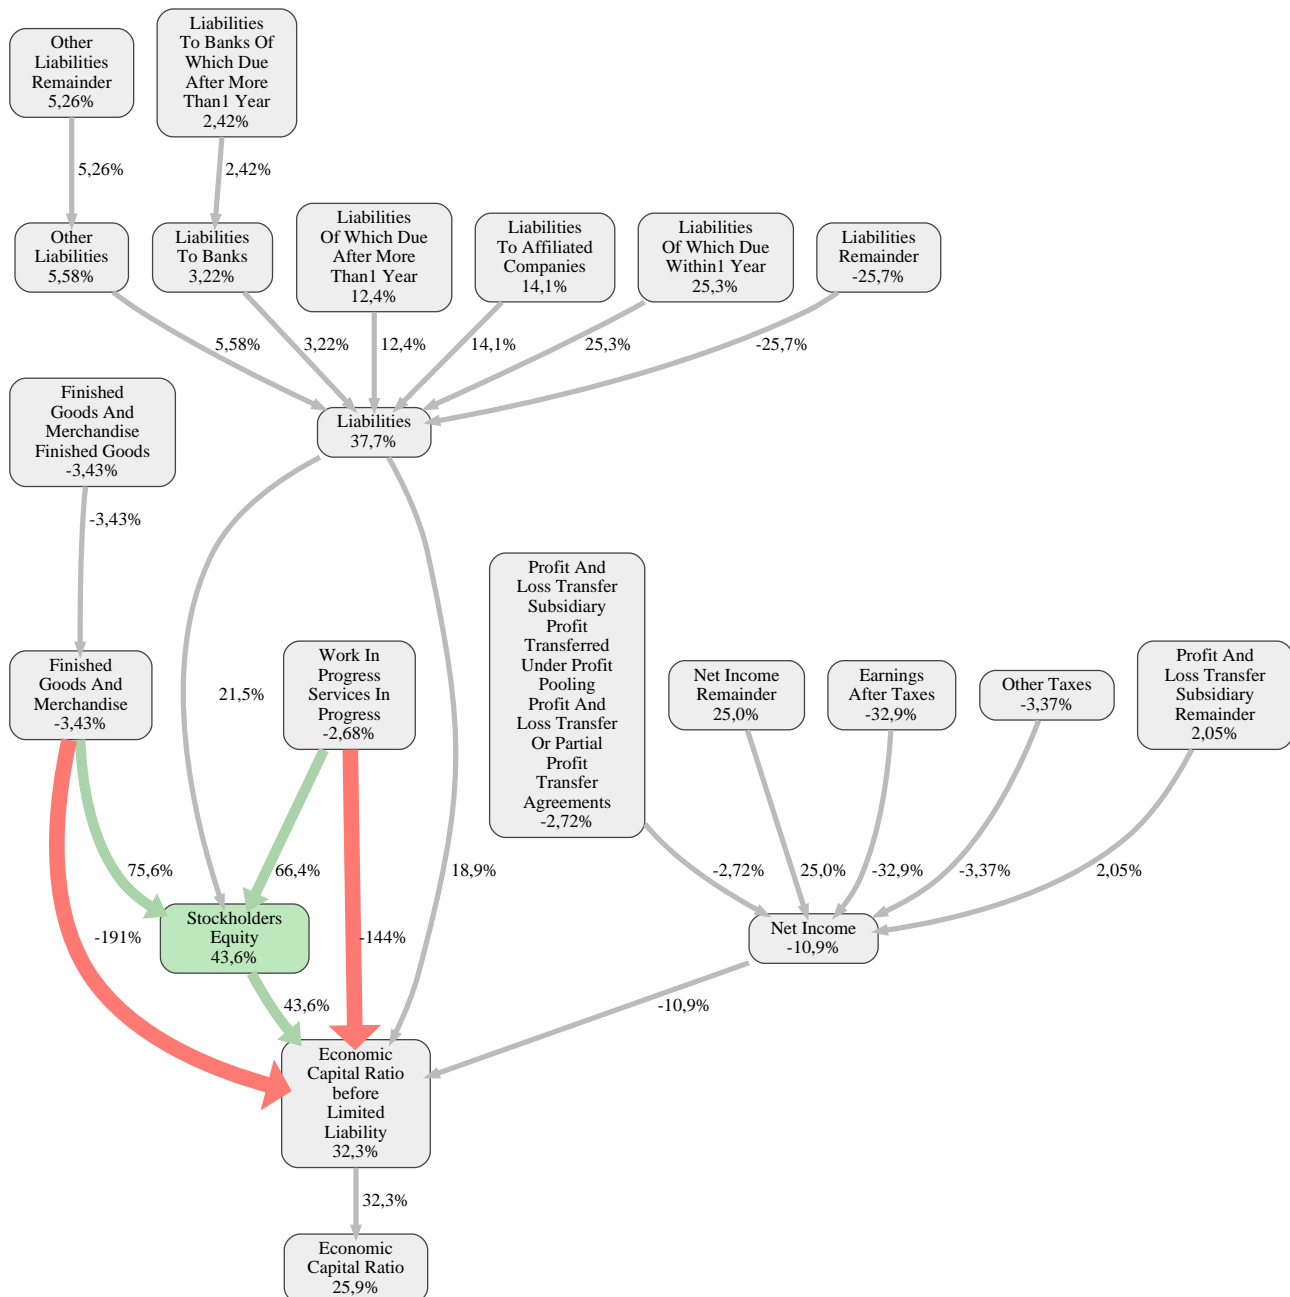 Other
Liabilities
Remainder
5,26%
Liabilities
To Banks Of
Which Due
After More
Than1 Year
2,42%
5,26%
2,42%
Other
Liabilities
5,58%
Liabilities
To Banks
3,22%
Liabilities
Of Which Due
After More
Than1 Year
12,4%
Liabilities
To Affiliated
Companies
14,1%
Liabilities
Of Which Due
Within1 Year
25,3%
Liabilities
Remainder
-25,7%
5,58%
3,22%
12,4%
14,1%
25,3%
-25,7%
Finished
Goods And
Merchandise
Finished Goods
-3,43%
Liabilities
37,7%
-3,43%
Profit And
Loss Transfer
Subsidiary
Profit
Transferred
Under Profit
Pooling
Profit And
Loss Transfer
Or Partial
Profit
Transfer
Agreements
-2,72%
Finished
Goods And
Merchandise
-3,43%
21,5%
Work In
Progress
Services In
Progress
-2,68%
Net Income
Remainder
25,0%
Earnings
After Taxes
-32,9%
Other Taxes
-3,37%
Profit And
Loss Transfer
Subsidiary
Remainder
2,05%
75,6%
66,4%
18,9%
-2,72%
25,0%
-32,9%
-3,37%
2,05%
Stockholders
Equity
43,6%
-191%
-144%
Net Income
-10,9%
43,6%
-10,9%
Economic
Capital Ratio
before
Limited
Liability
32,3%
32,3%
Economic
Capital Ratio
25,9%